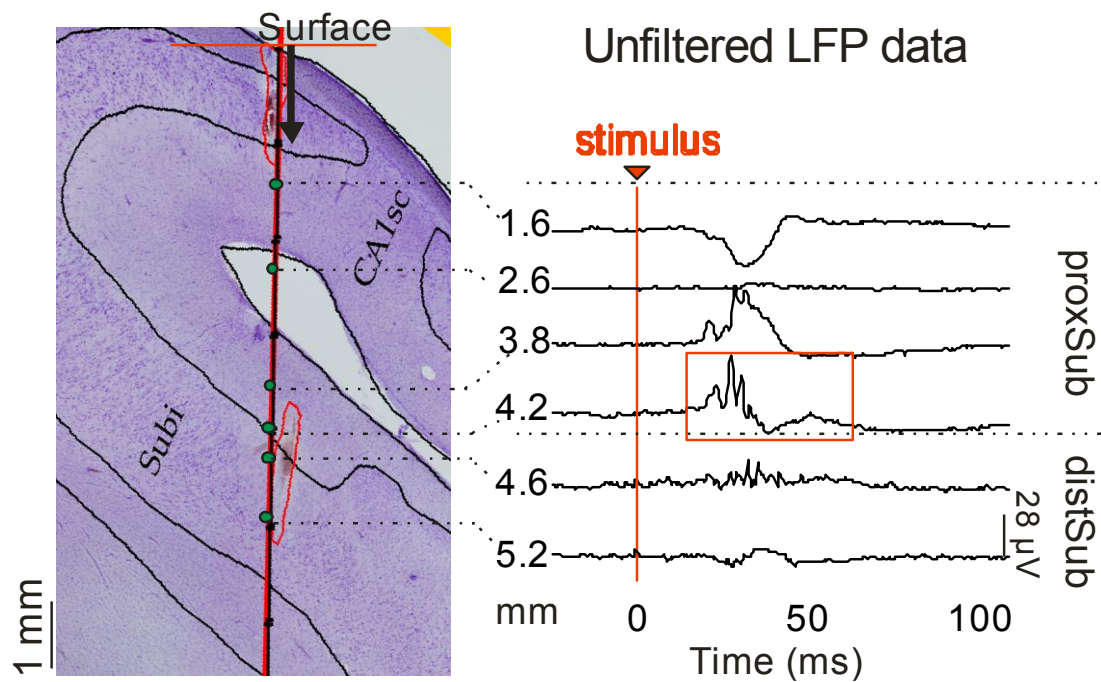 Surface
Unfiltered LFP data
stimulus
CA1sc
Subi
1 mm
1.6
2.6
3.8
4.2
4.6
5.2
proxSub
distSub
28 µV
mm 0 50 100
Time (ms)